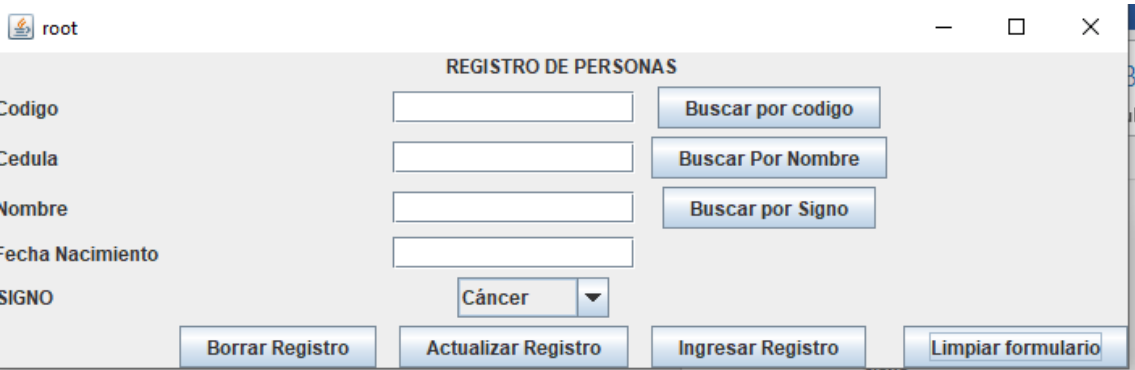 root
REGISTRO DE PERSONAS
Codigo Buscar por codigo
Cedula Buscar Por Nombre
Nombre Buscar por Signo
Fecha Nacimiento
SIGNO Cáncer
Borrar Registro Actualizar Registro Ingresar Registro Limpiar formulario